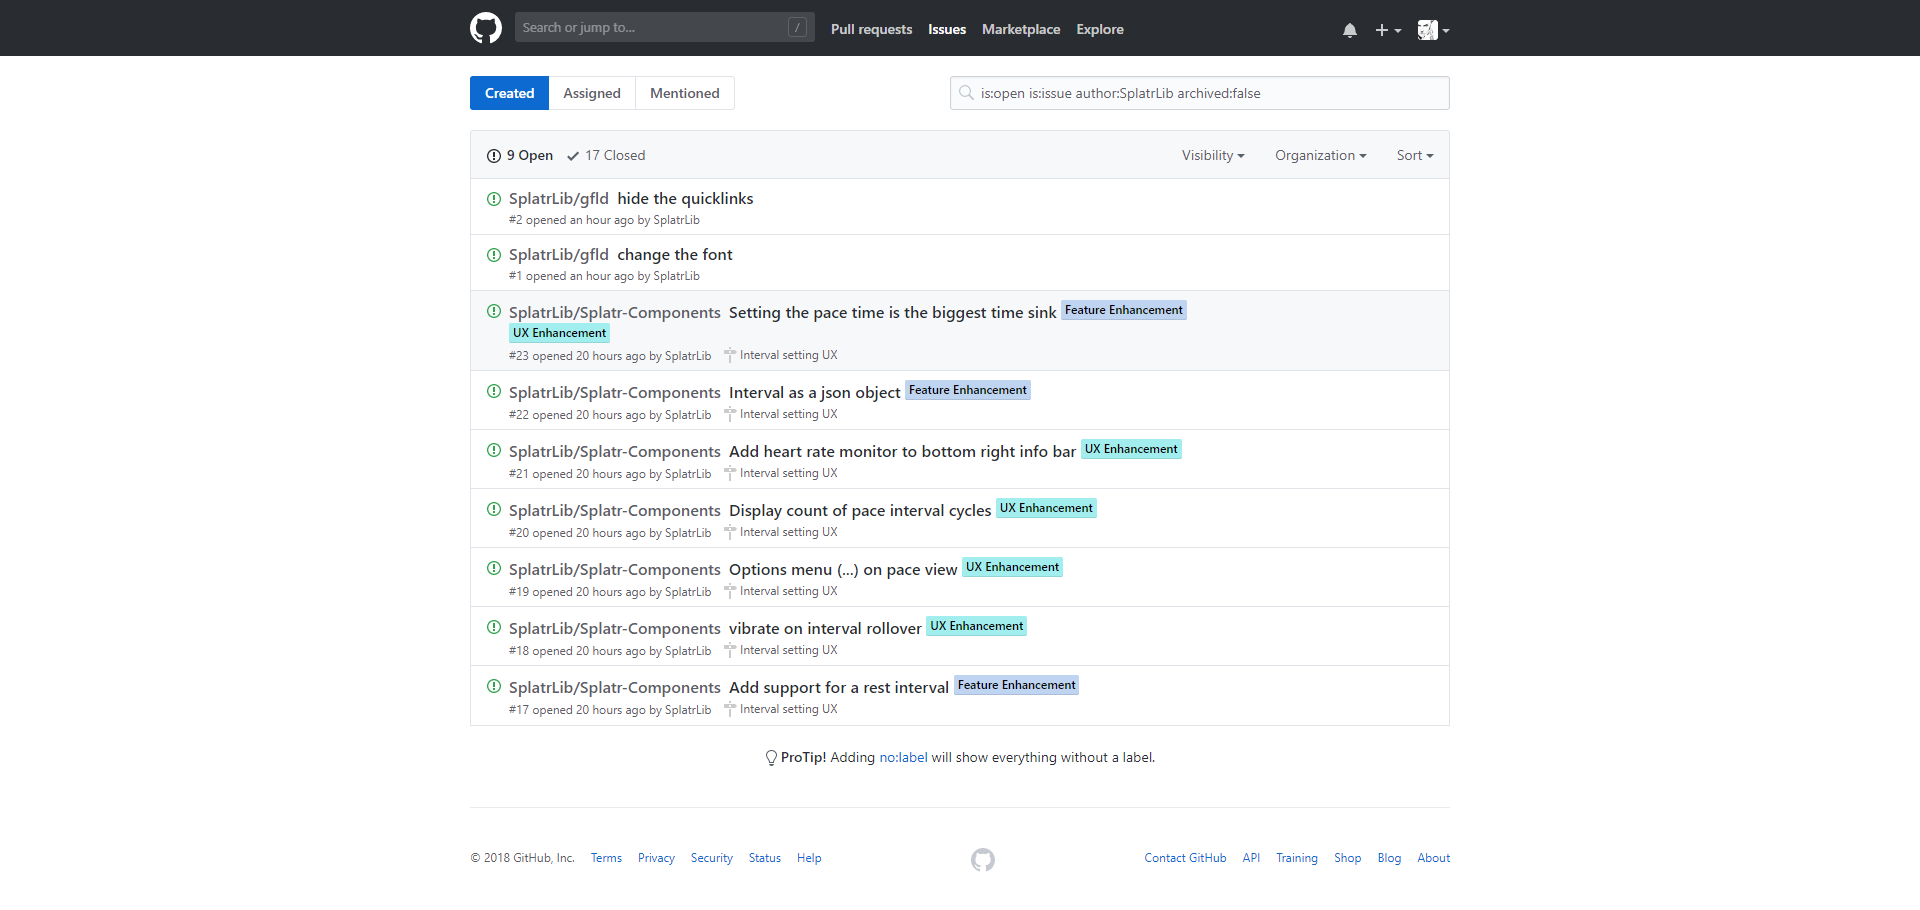 Search or jump to... / Pull requests Issues Marketplace Explore
Created Assigned Mentioned is:open is:issue author:SplatrLib archived:false
9 Open 17 Closed Visibility Organization Sort
SplatrLib/gfld hide the quicklinks
#2 opened an hour ago by SplatrLib
SplatrLib/gfld change the font
#1 opened an hour ago by SplatrLib
SplatrLib/Splatr-Components Setting the pace time is the biggest time sink Feature Enhancement
UX Enhancement
#23 opened 20 hours ago by SplatrLib Interval setting UX
SplatrLib/Splatr-Components Interval as a json object Feature Enhancement
#22 opened 20 hours ago by SplatrLib Interval setting UX
SplatrLib/Splatr-Components Add heart rate monitor to bottom right info bar UX Enhancement
#21 opened 20 hours ago by SplatrLib Interval setting UX
SplatrLib/Splatr-Components Display count of pace interval cycles UX Enhancement
#20 opened 20 hours ago by SplatrLib Interval setting UX
SplatrLib/Splatr-Components Options menu (...) on pace view UX Enhancement
#19 opened 20 hours ago by SplatrLib Interval setting UX
SplatrLib/Splatr-Components vibrate on interval rollover UX Enhancement
#18 opened 20 hours ago by SplatrLib Interval setting UX
SplatrLib/Splatr-Components Add support for a rest interval Feature Enhancement
#17 opened 20 hours ago by SplatrLib Interval setting UX
ProTip! Adding no:label will show everything without a label.
© 2018 GitHub, Inc. Terms Privacy Security Status Help Contact GitHub API Training Shop Blog About